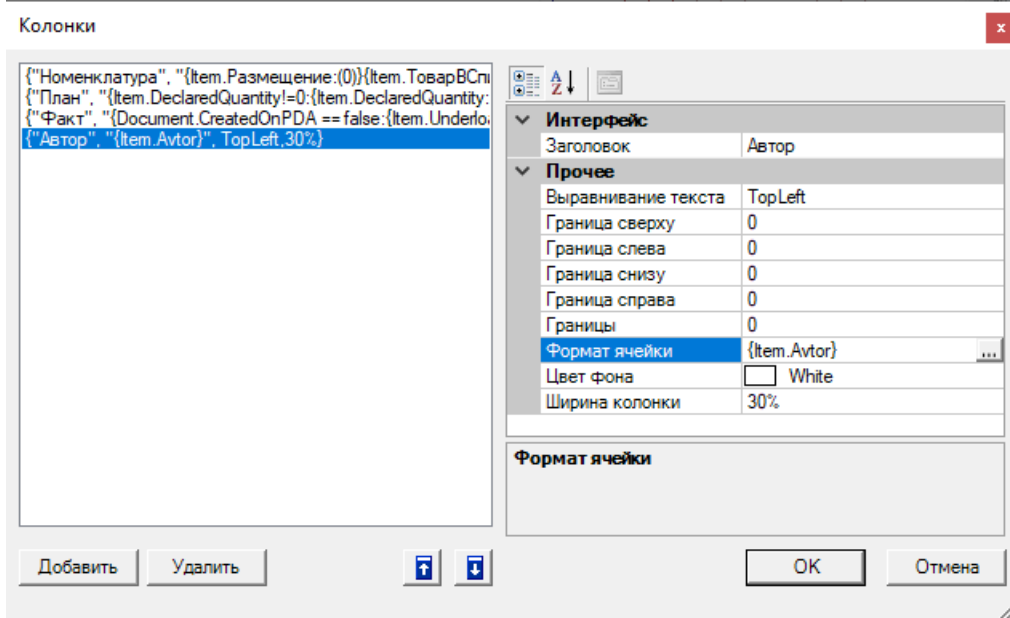 Колонки
x
{"Номенклатура", "{Item.Размещение:(0)}{Item.ТоварВСпи
{"План", "{Item.DeclaredQuantity!=0:{Item.DeclaredQuantity:
{"Факт", "{Document.CreatedOnPDA == false:{Item.Underlo
{"Автор", "{Item.Avtor}", TopLeft,30%}
A
Z
Интерфейс
Заголовок Автор
Прочее
Выравнивание текста TopLeft
Граница сверху 0
Граница слева 0
Граница снизу 0
Граница справа 0
Границы 0
Формат ячейки {Item.Avtor} ...
Цвет фона White
Ширина колонки 30%
Формат ячейки
Добавить Удалить OK Отмена